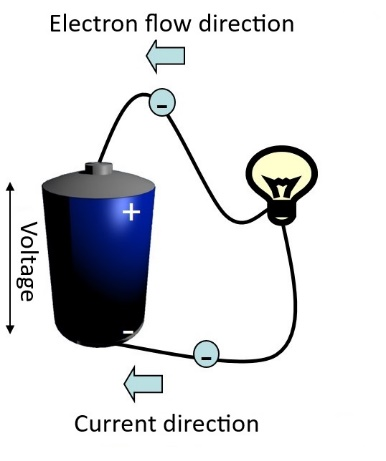 Electron flow direction
-
+
Voltage
-
-
Current direction